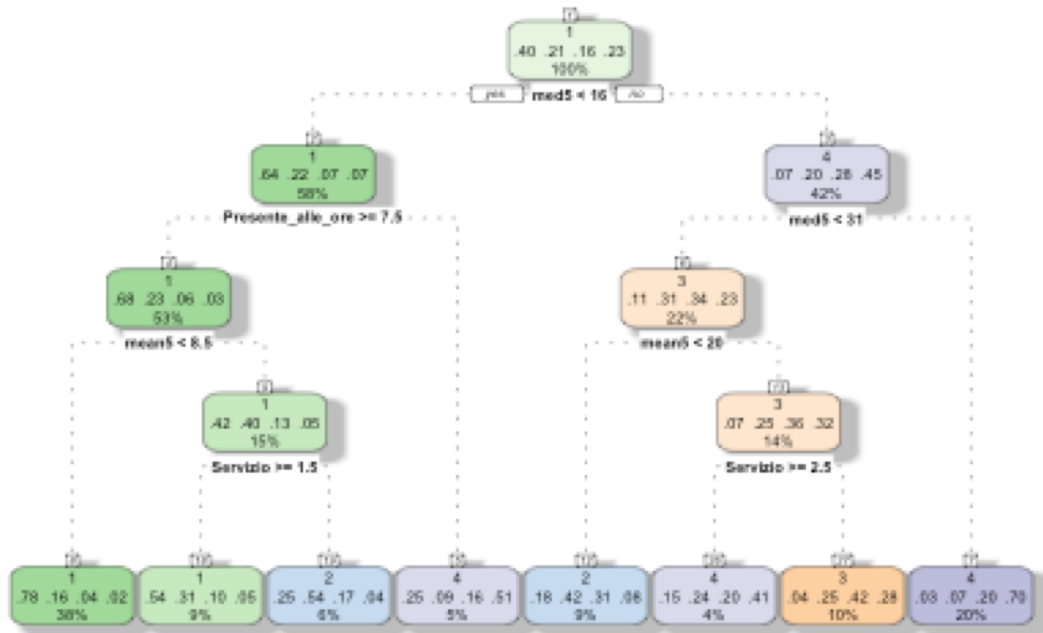 1
1
.40 .21 .16 .23
100%
yes med5 < 16 no
1
.64 .22 .07 .07
58%
Presente_alle_ore >= 7.5
4
.07 .20 .28 .45
42%
med5 < 31
1
.68 .23 .06 .03
53%
mean5 < 8.5
3
.11 .31 .34 .23
22%
mean5 < 20
1
.42 .40 .13 .05
15%
Servizio >= 1.5
3
.07 .25 .36 .32
14%
Servizio >= 2.5
1
.78 .16 .04 .02
38%
1
.54 .31 .10 .05
9%
2
.25 .54 .17 .04
6%
4
.25 .09 .16 .51
5%
2
.18 .42 .31 .08
9%
4
.15 .24 .20 .41
4%
3
.04 .25 .42 .28
10%
4
.03 .07 .20 .70
20%